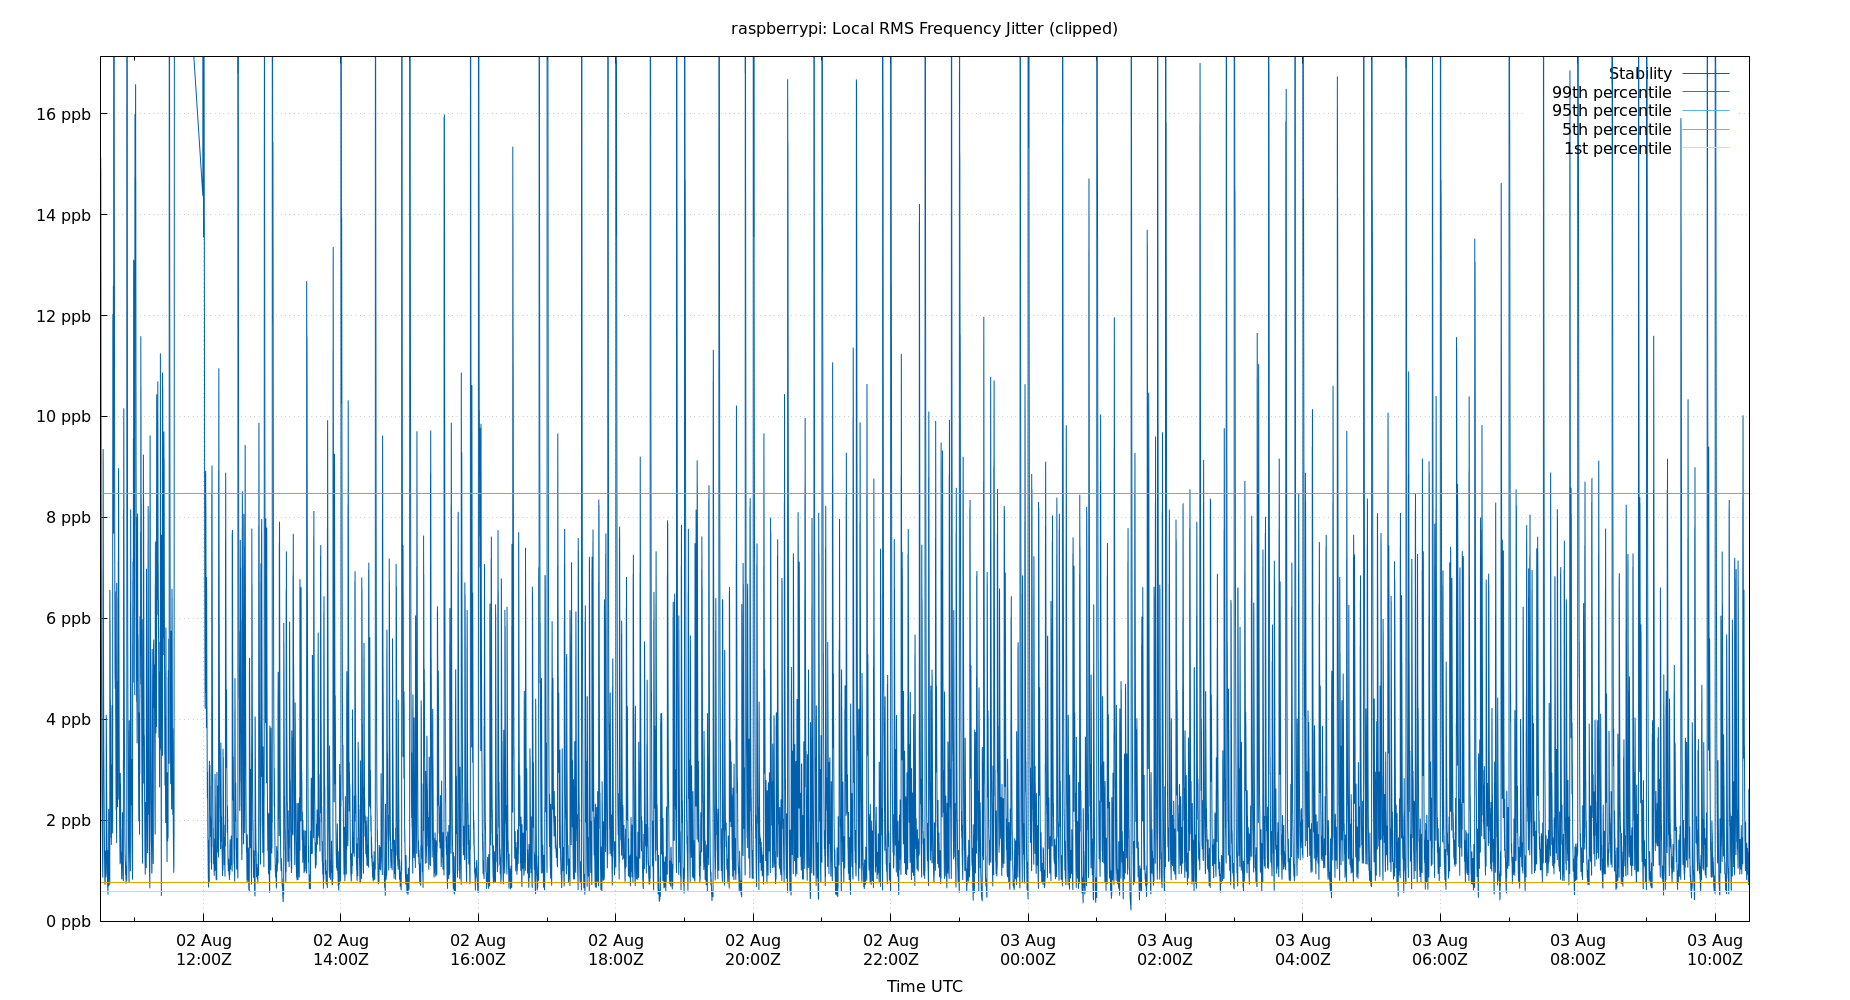 raspberrypi: Local RMS Frequency Jitter (clipped)
Stability
99th percentile
95th percentile
5th percentile
1st percentile
16 ppb
14 ppb
12 ppb
10 ppb
8 ppb
6 ppb
4 ppb
2 ppb
0 ppb
02 Aug 02 Aug 02 Aug 02 Aug 02 Aug 02 Aug 03 Aug 03 Aug 03 Aug 03 Aug 03 Aug 03 Aug
12:00Z 14:00Z 16:00Z 18:00Z 20:00Z 22:00Z 00:00Z 02:00Z 04:00Z 06:00Z 08:00Z 10:00Z
Time UTC